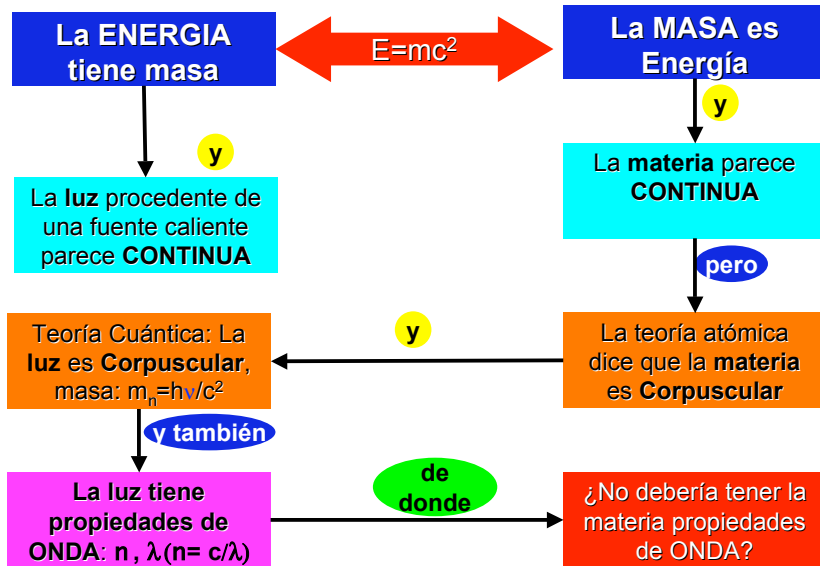 La ENERGIA
tiene masa
E=mc²
La MASA es
Energía
y
y
La luz procedente de
una fuente caliente
parece CONTINUA
La materia parece
CONTINUA
pero
Teoría Cuántica: La
luz es Corpuscular,
masa: mₙ=hν/c²
y
La teoría atómica
dice que la materia
es Corpuscular
y también
La luz tiene
propiedades de
ONDA: n , λ(n= c/λ)
de
donde
¿No debería tener la
materia propiedades
de ONDA?